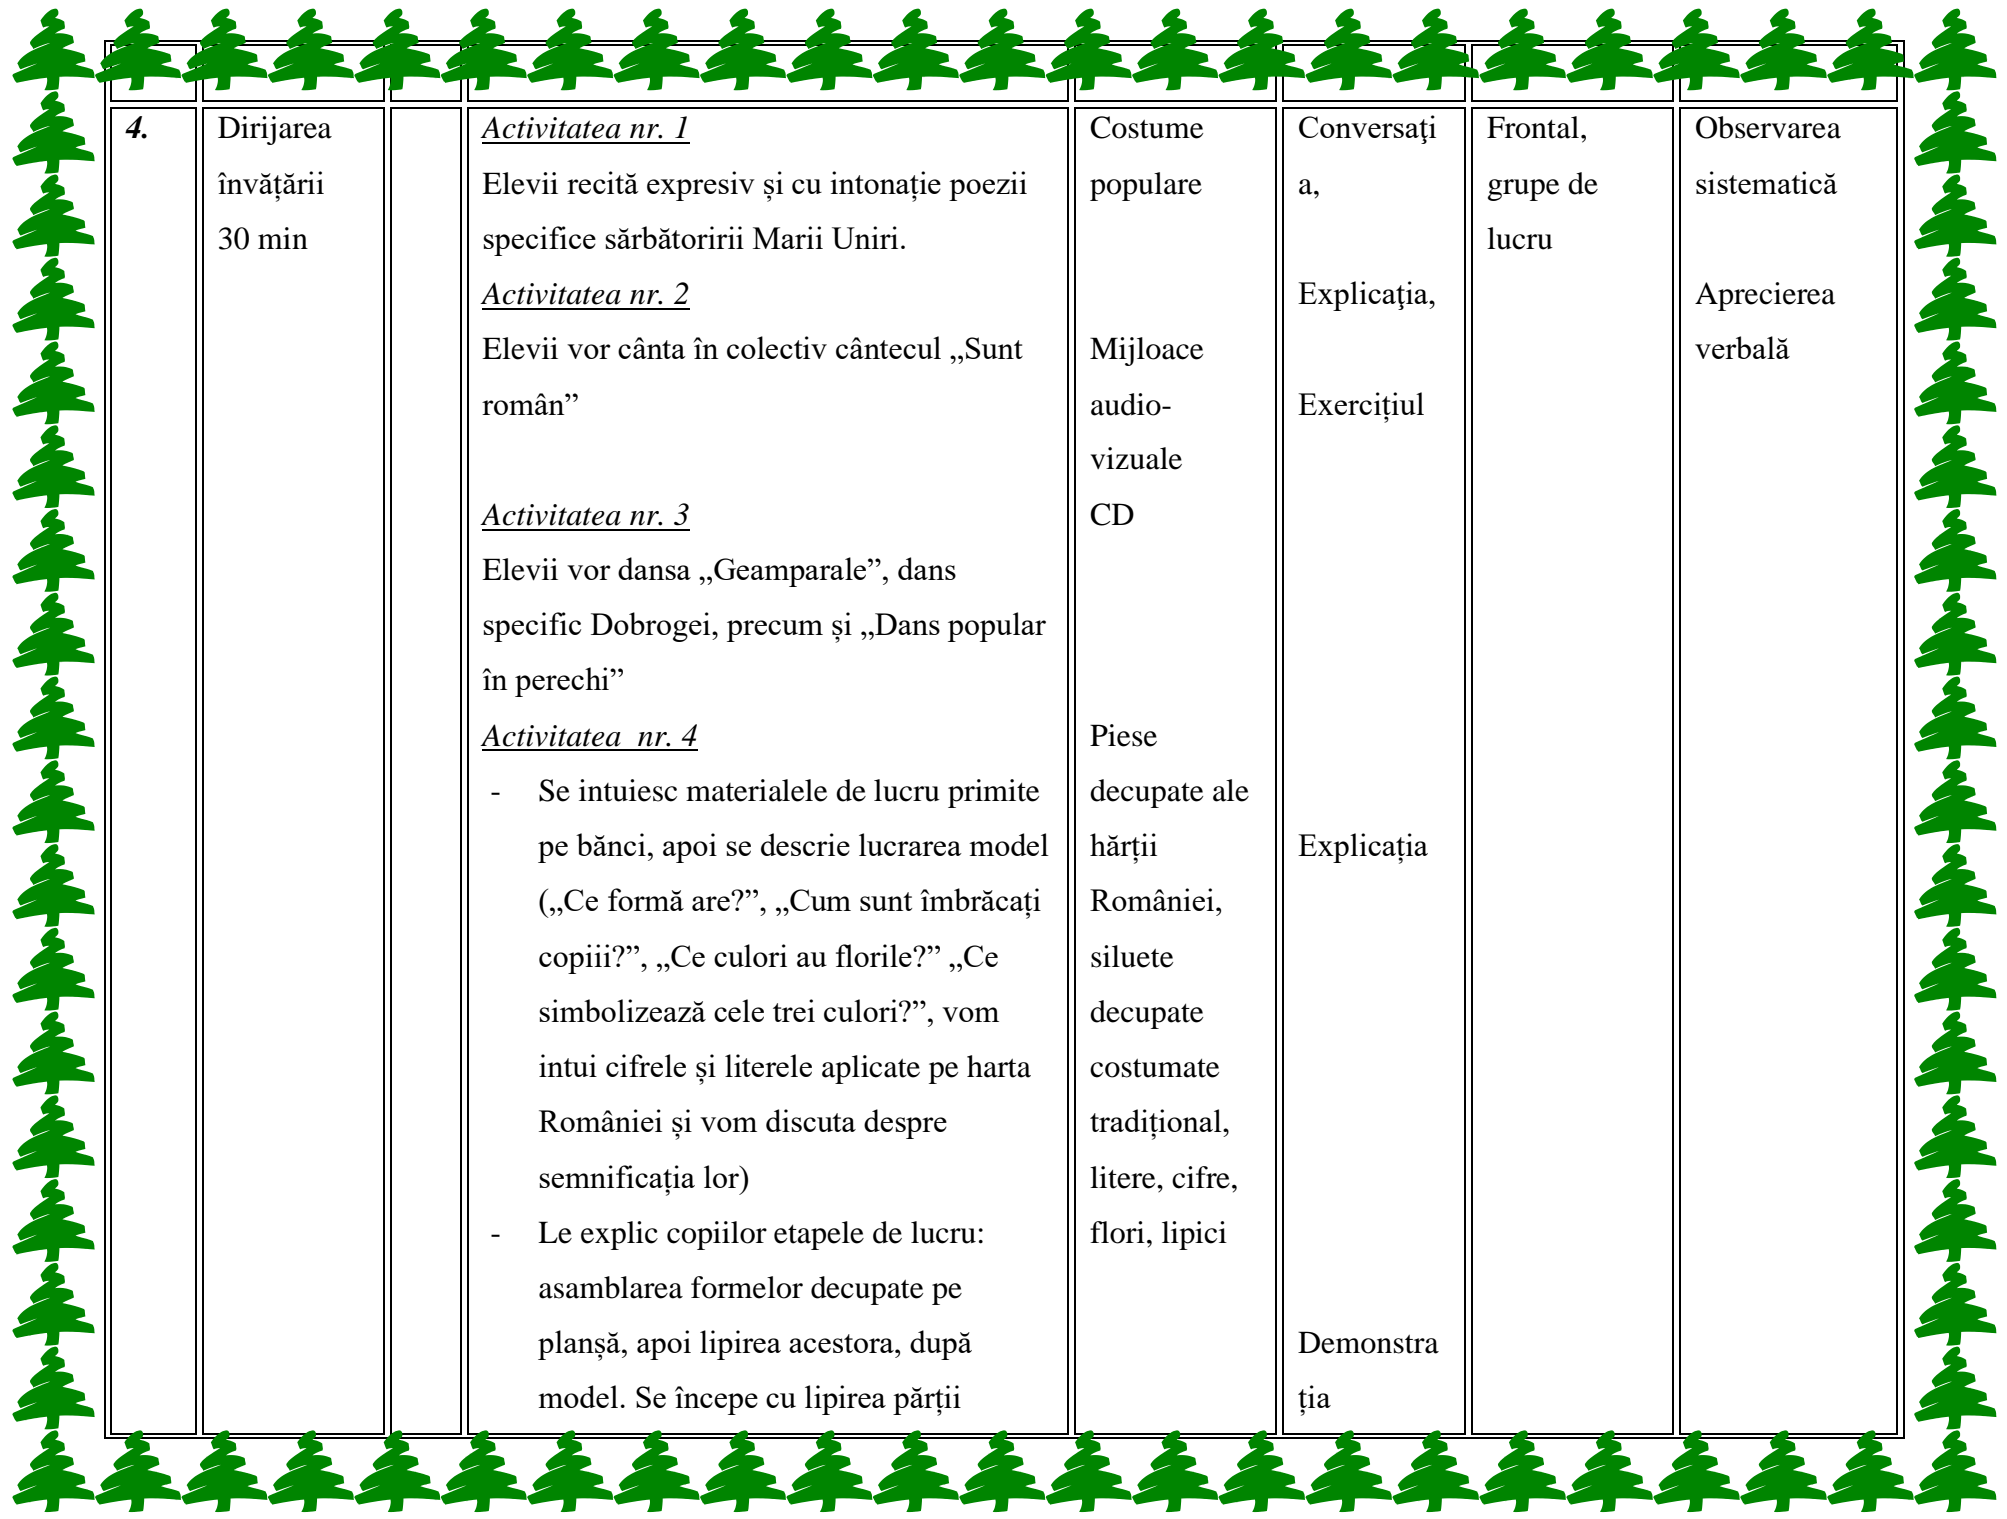 4.
Dirijarea
învățării
30 min
Activitatea nr. 1
Elevii recită expresiv și cu intonație poezii
specifice sărbătoririi Marii Uniri.
Activitatea nr. 2
Elevii vor cânta în colectiv cântecul „Sunt
român”
Activitatea nr. 3
Elevii vor dansa „Geamparale”, dans
specific Dobrogei, precum și „Dans popular
în perechi”
Activitatea  nr. 4
- Se intuiesc materialele de lucru primite
pe bănci, apoi se descrie lucrarea model
(„Ce formă are?”, „Cum sunt îmbrăcați
copiii?”, „Ce culori au florile?” „Ce
simbolizează cele trei culori?”, vom
intui cifrele și literele aplicate pe harta
României și vom discuta despre
semnificația lor)
- Le explic copiilor etapele de lucru:
asamblarea formelor decupate pe
planșă, apoi lipirea acestora, după
model. Se începe cu lipirea părții
Costume
populare
Mijloace
audio-
vizuale
CD
Piese
decupate ale
hărții
României,
siluete
decupate
costumate
tradițional,
litere, cifre,
flori, lipici
Conversaţi
a,
Explicaţia,
Exercițiul
Explicația
Demonstra
ția
Frontal,
grupe de
lucru
Observarea
sistematică
Aprecierea
verbală